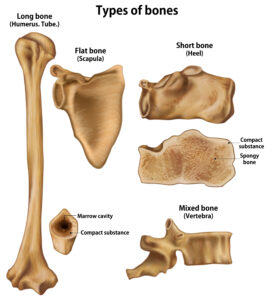 Types of bones
Long bone
(Humerus. Tube.)
Flat bone
(Scapula)
Short bone
(Heel)
Compact
substance
Spongy
bone
Marrow cavity
Compact substance
Mixed bone
(Vertebra)